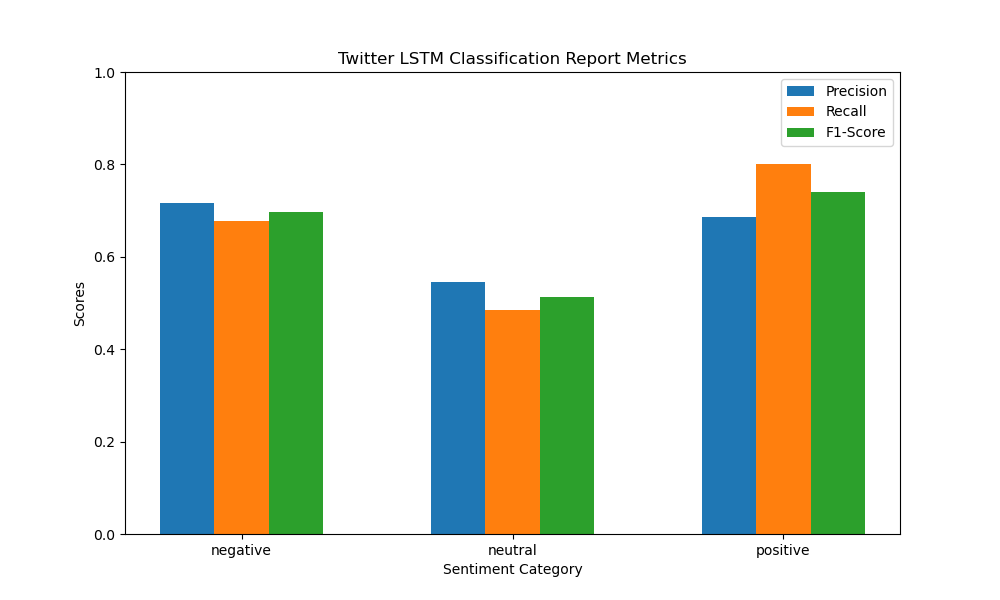 Twitter LSTM Classification Report Metrics
Precision
Recall
F1-Score
1.0
0.8
0.6
0.4
0.2
0.0
Scores
negative
neutral
positive
Sentiment Category